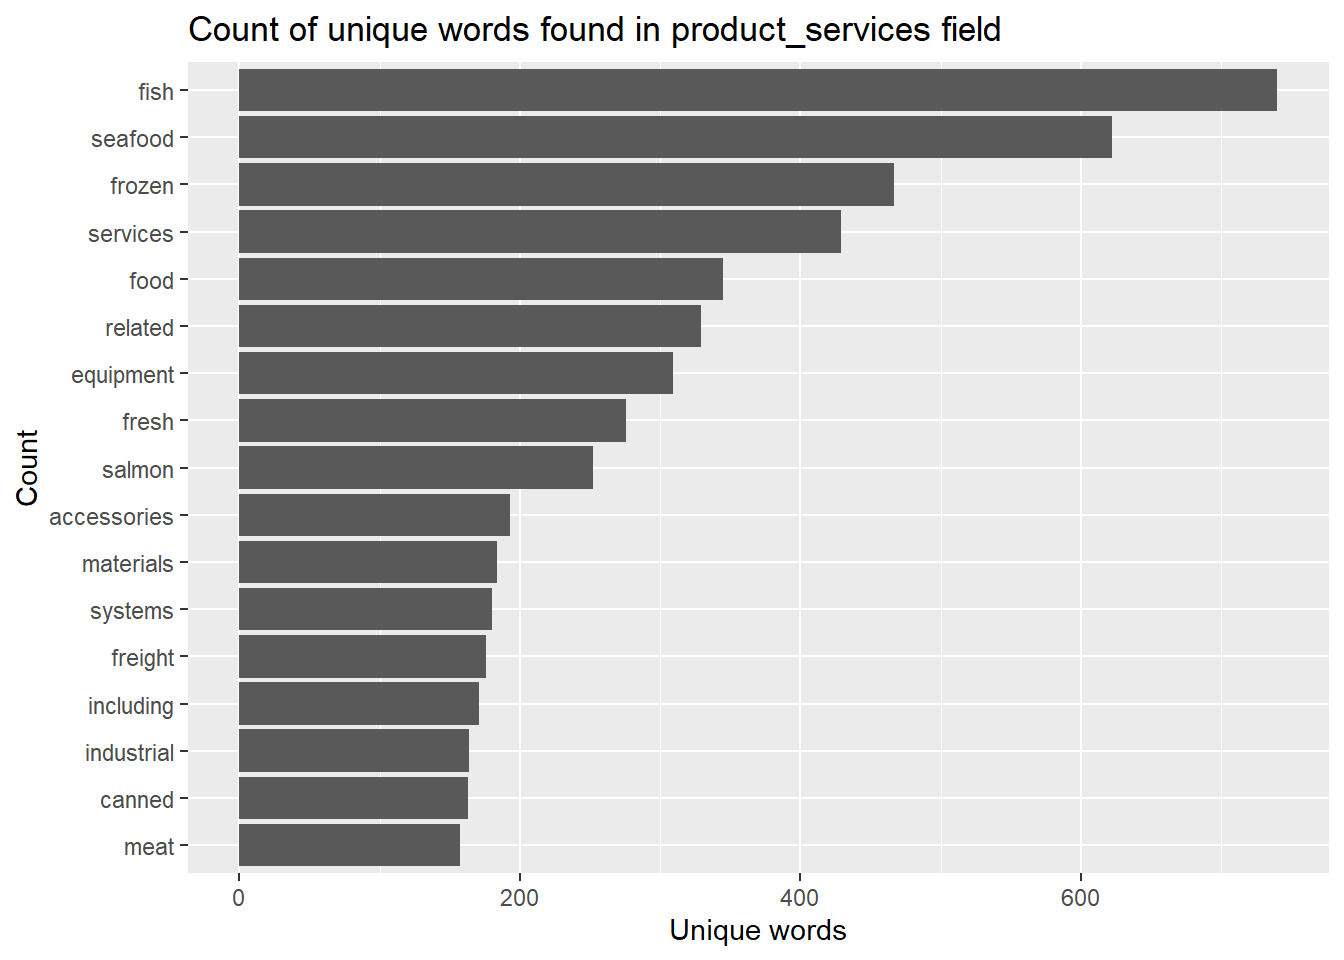 Count of unique words found in product_services field
fish
seafood
frozen
services
food
related
equipment
fresh
salmon
accessories
materials
systems
freight
including
industrial
canned
meat
Count
0 200 400 600
Unique words